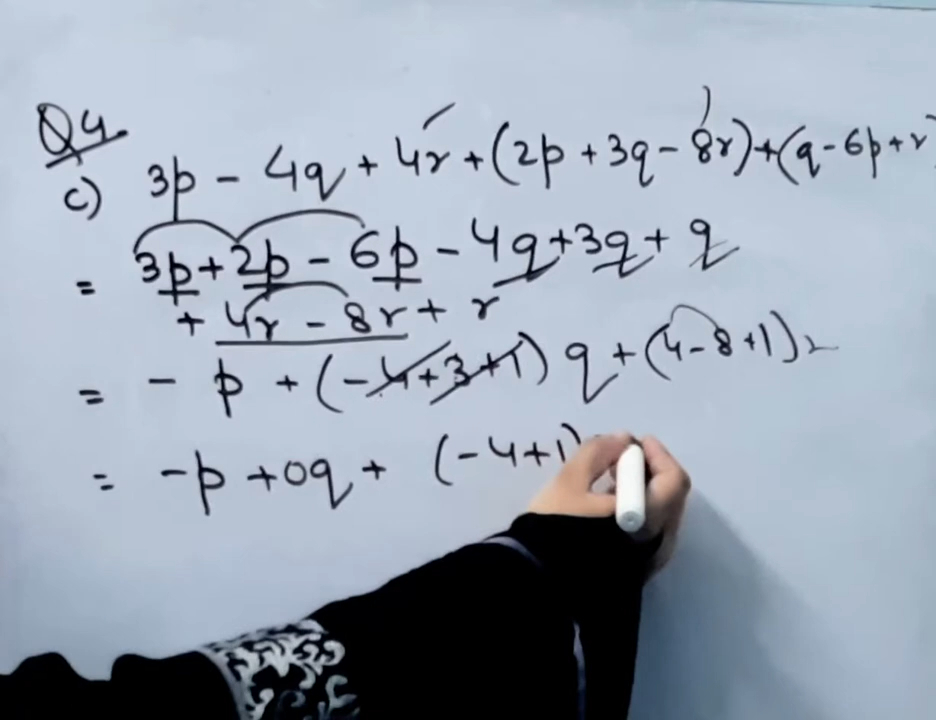 Q4.
c) 3p - 4q + 4r + (2p + 3q - 8r) + (q - 6p + r)
= 3p + 2p - 6p - 4q + 3q + q
+ 4r - 8r + r
= - p + (-4+3+1) q + (4-8+1) r
= -p + 0q + (-4+1)